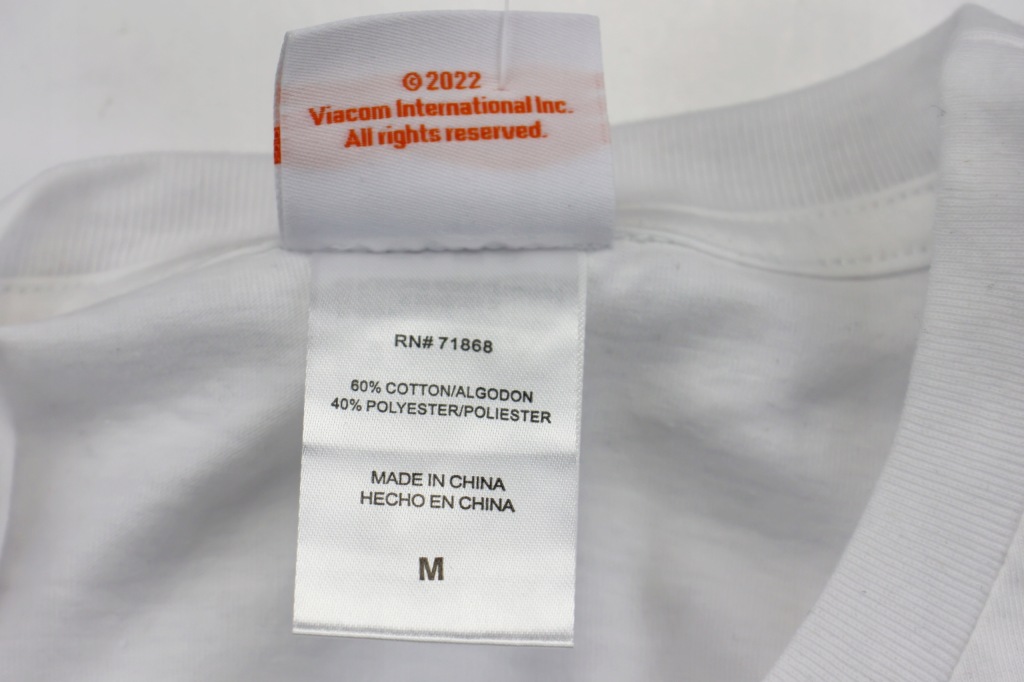 © 2022
Viacom International Inc.
All rights reserved.
RN# 71868
60% COTTON/ALGODON
40% POLYESTER/POLIESTER
MADE IN CHINA
HECHO EN CHINA
M